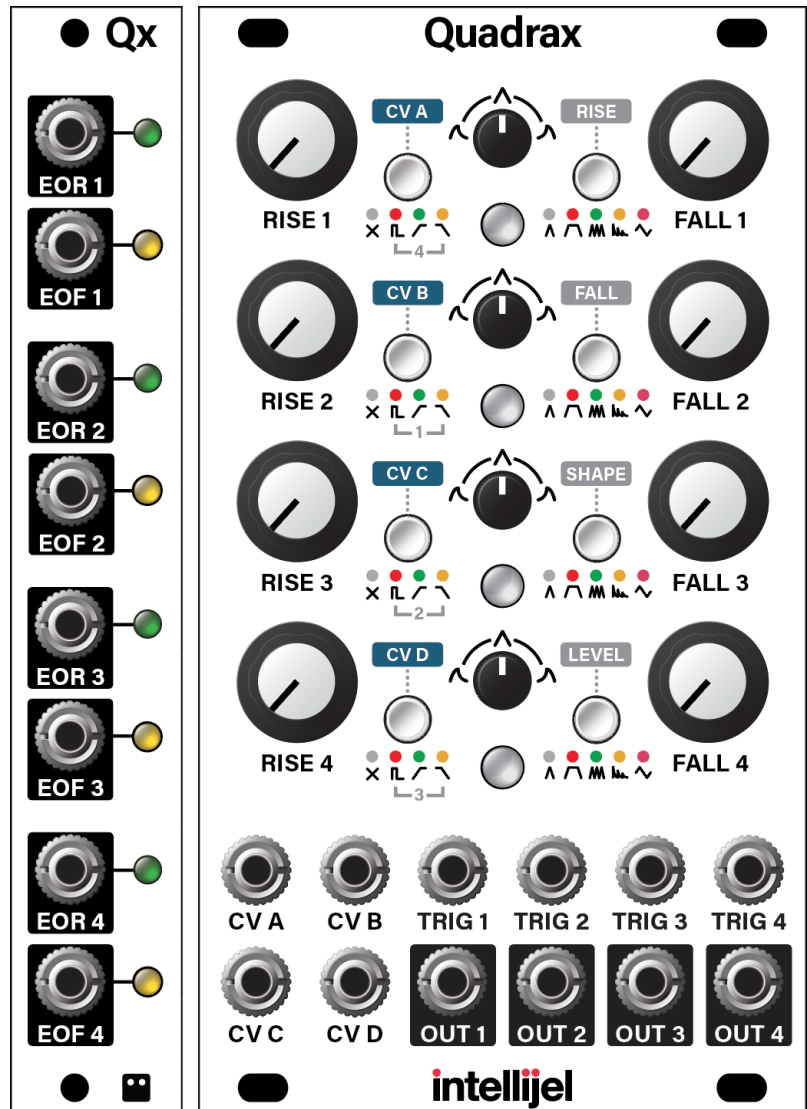 Qx
EOR 1
EOF 1
EOR 2
EOF 2
EOR 3
EOF 3
EOR 4
EOF 4
Quadrax
CV A
RISE
RISE 1
FALL 1
4
CV B
FALL
RISE 2
FALL 2
1
CV C
SHAPE
RISE 3
FALL 3
2
CV D
LEVEL
RISE 4
FALL 4
3
CV A CV B TRIG 1 TRIG 2 TRIG 3 TRIG 4
CV C CV D OUT 1 OUT 2 OUT 3 OUT 4
intellijel